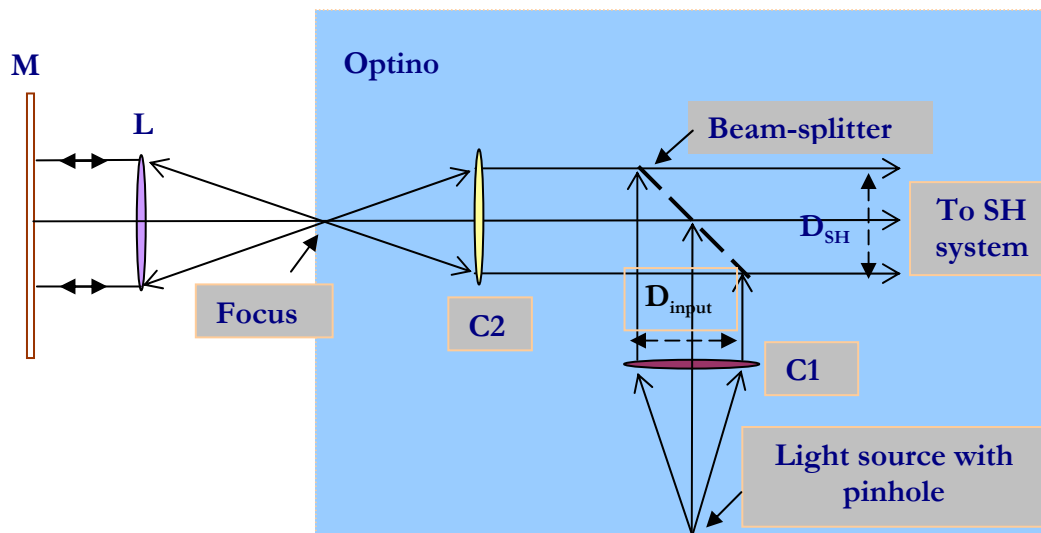 Optino
M
L
Beam-splitter
D_SH
To SH
system
D_input
Focus
C2
C1
Light source with
pinhole